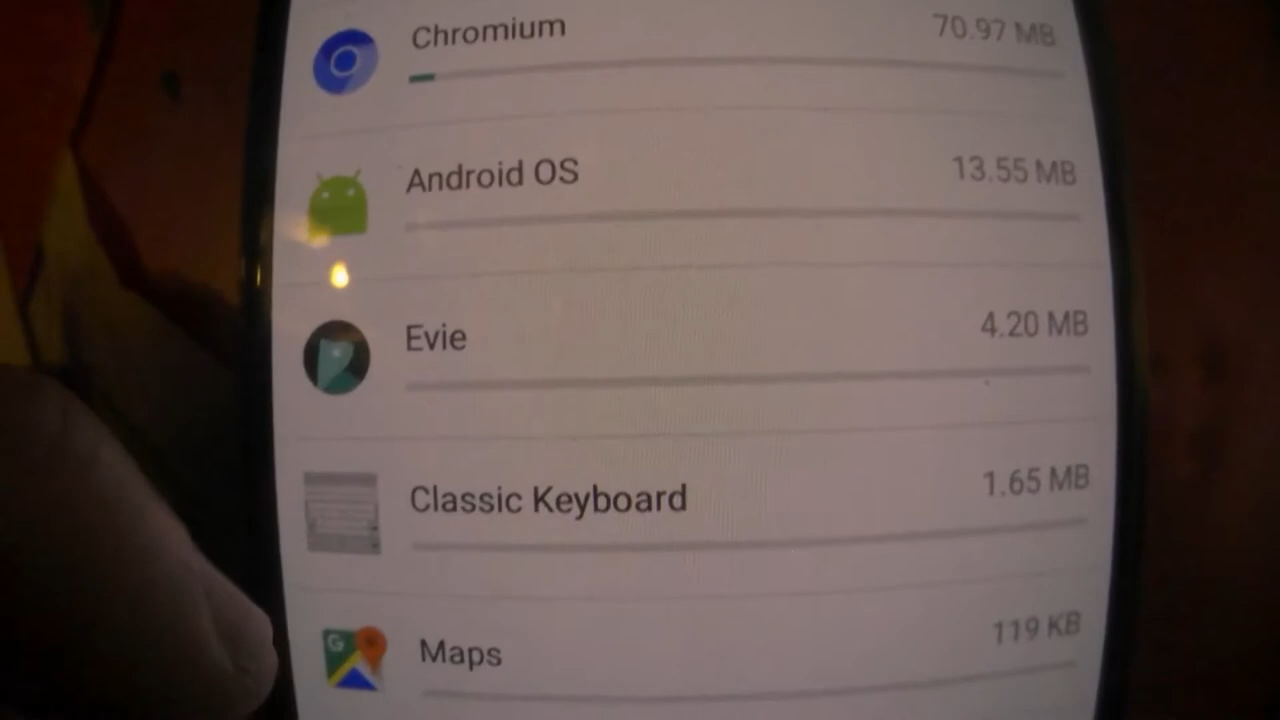 Chromium 70.97 MB
Android OS 13.55 MB
Evie 4.20 MB
Classic Keyboard 1.65 MB
G
Maps 119 KB